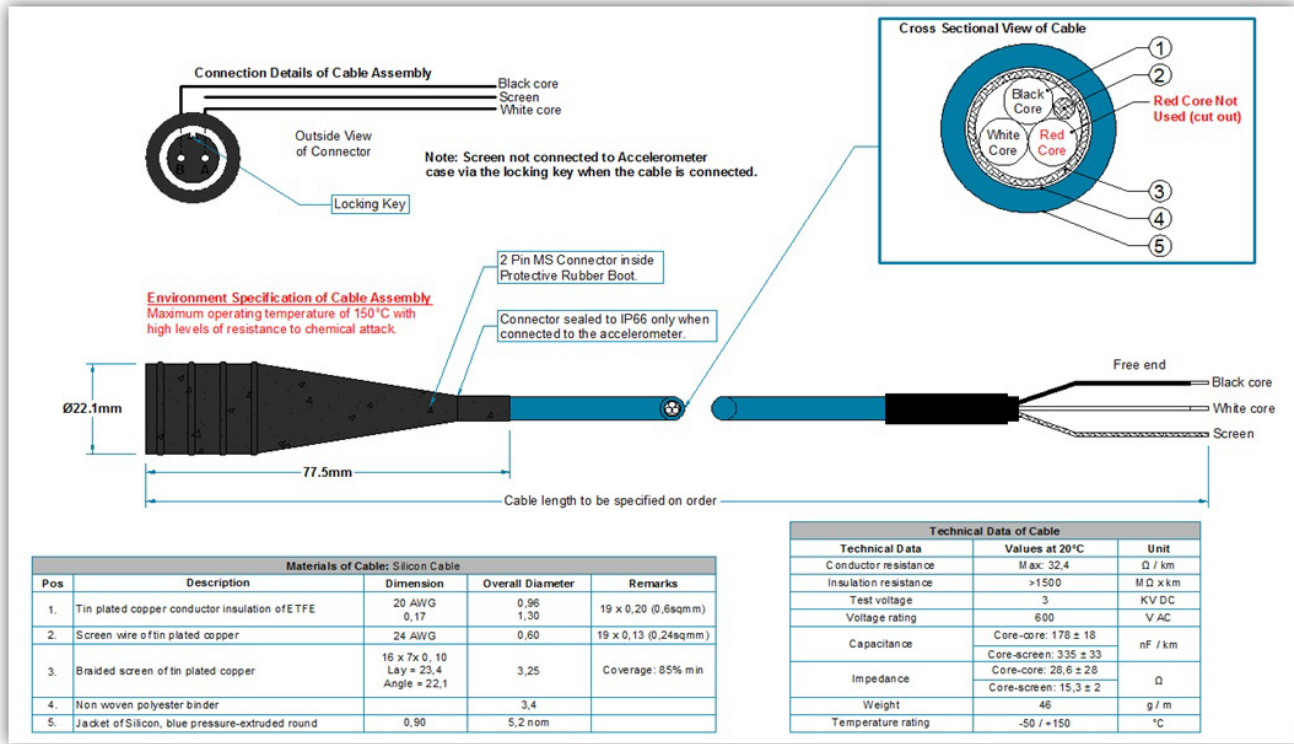 Connection Details of Cable Assembly
Black core
Screen
White core
Outside View
of Connector
B A
Note: Screen not connected to Accelerometer
case via the locking key when the cable is connected.
Locking Key
Cross Sectional View of Cable
1
2
Black
Core
White
Core
Red
Core
Red Core Not
Used (cut out)
3
4
5
2 Pin MS Connector inside
Protective Rubber Boot.
Environment Specification of Cable Assembly
Maximum operating temperature of 150°C with
high levels of resistance to chemical attack.
Connector sealed to IP66 only when
connected to the accelerometer.
Ø22.1mm
77.5mm
Free end
Black core
White core
Screen
Cable length to be specified on order
Materials of Cable: Silicon Cable
Pos Description Dimension Overall Diameter Remarks
1. Tin plated copper conductor insulation of ETFE 20 AWG 0,96 19 x 0,20 (0,6sqmm)
0,17 1,30
2. Screen wire of tin plated copper 24 AWG 0,60 19 x 0,13 (0,24sqmm)
3. Braided screen of tin plated copper 16 x 7x 0, 10 3,25 Coverage: 85% min
Lay = 23,4
Angle = 22,1
4. Non woven polyester binder 3,4
5. Jacket of Silicon, blue pressure-extruded round 0,90 5,2 nom
Technical Data of Cable
Technical Data Values at 20°C Unit
Conductor resistance Max: 32,4 Ω / km
Insulation resistance >1500 M Ω x km
Test voltage 3 KV DC
Voltage rating 600 V AC
Capacitance Core-core: 178 ± 18 nF / km
Core-screen: 335 ± 33
Impedance Core-core: 28,6 ± 28 Ω
Core-screen: 15,3 ± 2
Weight 46 g / m
Temperature rating -50 / +150 °C